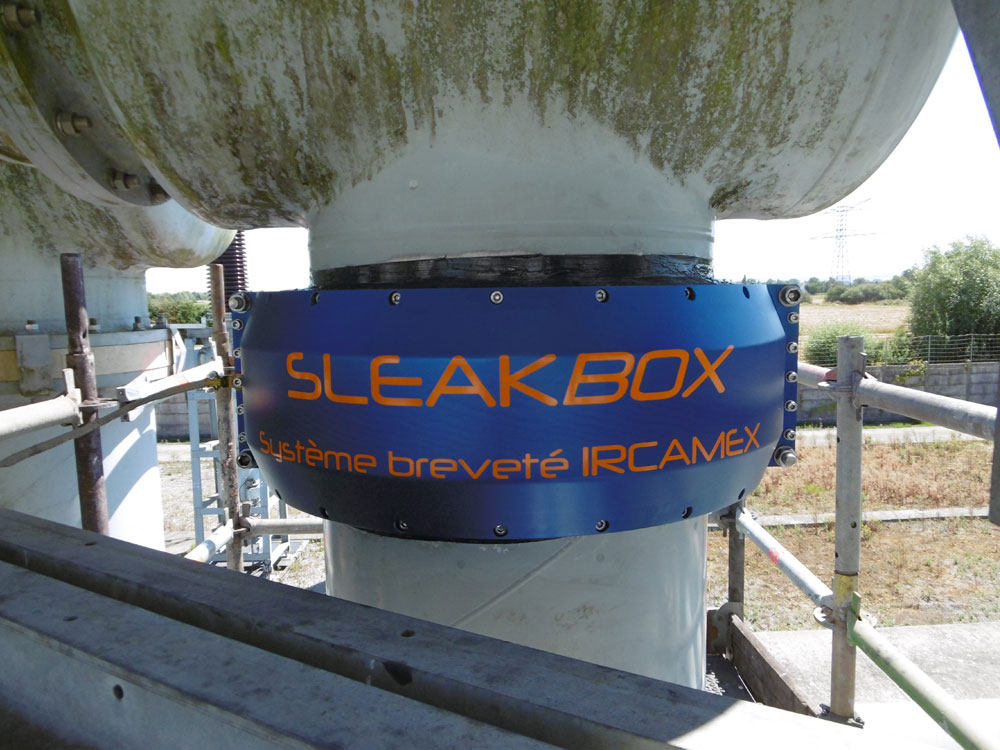 SLEAKBOX
Système breveté IRCAMEX